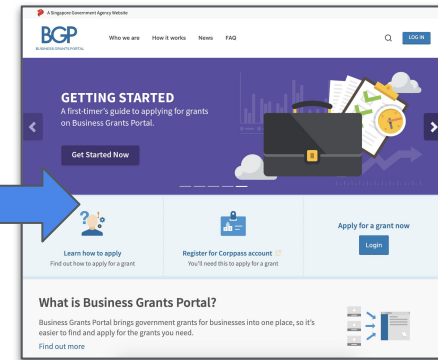 A Singapore Government Agency Website
BGP
BUSINESS GRANTS PORTAL
Who we are How it works News FAQ
LOG IN
GETTING STARTED
A first-timer's guide to applying for grants
on Business Grants Portal.
Get Started Now
Learn how to apply
Find out how to apply for a grant
Register for Corppass account
You'll need this to apply for a grant
Apply for a grant now
Login
What is Business Grants Portal?
Business Grants Portal brings government grants for businesses into one place, so it's
easier to find and apply for the grants you need.
Find out more